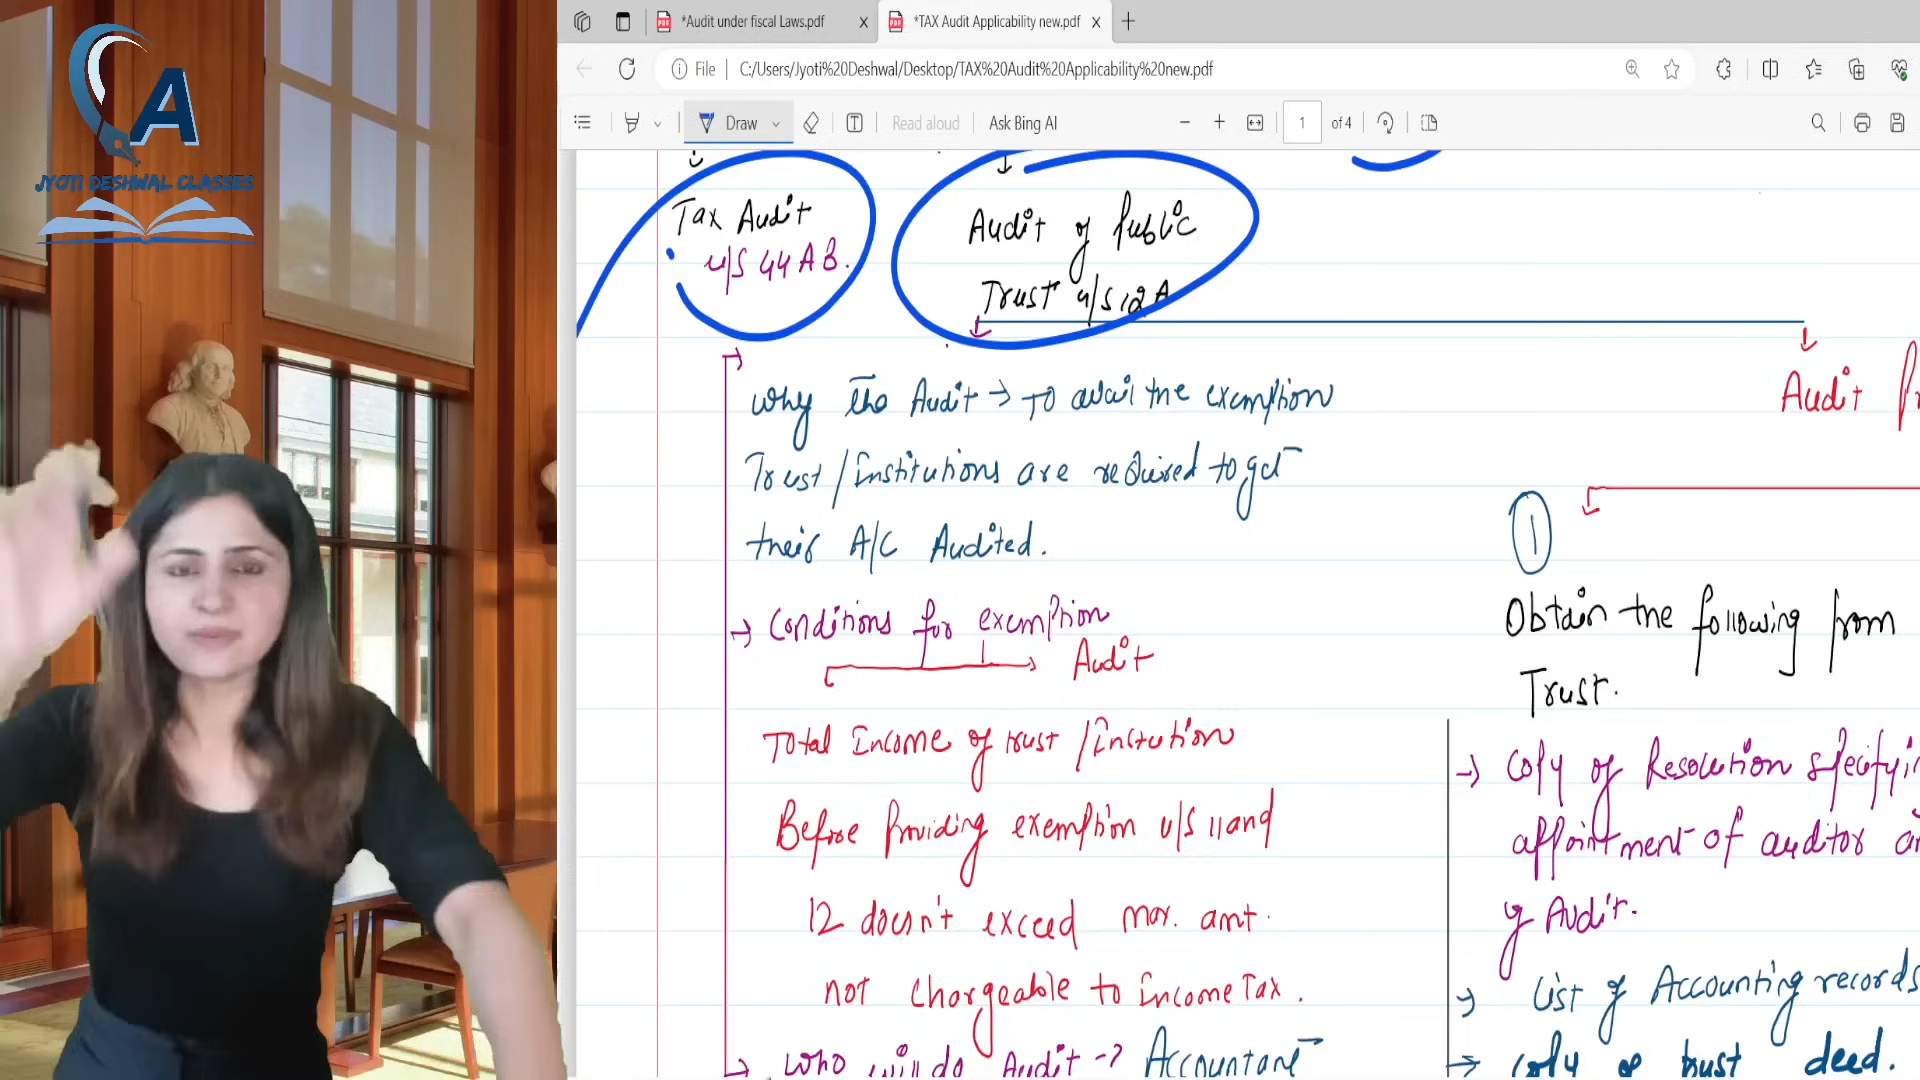 JYOTI DESHWAL CLASSES
*Audit under fiscal Laws.pdf
*TAX Audit Applicability new.pdf
File
C:/Users/Jyoti%20Deshwal/Desktop/TAX%20Audit%20Applicability%20new.pdf
Draw
Read aloud
Ask Bing AI
1 of 4
Tax Audit
u/s 44AB.
Audit of Public
Trust u/s 12A
Why the Audit → To avail the exemption
Trust/Institutions are required to get
their A/C Audited.
→ Conditions for exemption
Audit
Total Income of trust/Inst
Before Providing exemption u/s 11 and
12 doesn't exceed max. amt.
not chargeable to Income Tax.
→ Who will do Audit → Accountant
Audit
1
Obtain the following from
Trust.
→ Copy of Resolution
appointment of auditor
of Audit.
→ List of Accounting records
→ copy of trust deed.